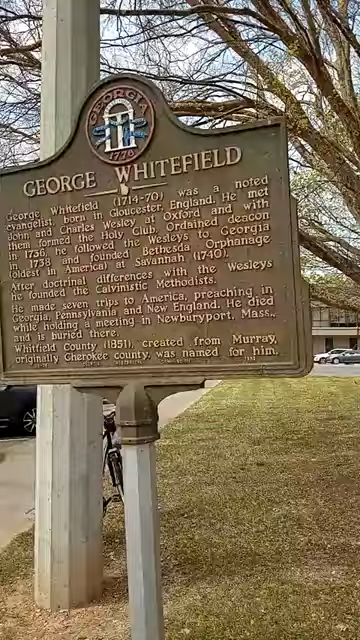 GEORGIA
1776
GEORGE WHITEFIELD
George Whitefield (1714-70) was a noted
evangelist, born in Gloucester, England. He met
John and Charles Wesley at Oxford and with
them formed the Holy Club. Ordained deacon
in 1736, he followed the Wesleys to Georgia
in 1738 and founded Bethesda Orphanage
(oldest in America) at Savannah (1740).
After doctrinal differences with the Wesleys
he founded the Calvinistic Methodists.
He made seven trips to America, preaching in
Georgia, Pennsylvania and New England. He died
while holding a meeting in Newburyport, Mass.,
and is buried there.
Whitfield County (1851), created from Murray,
originally Cherokee county, was named for him.